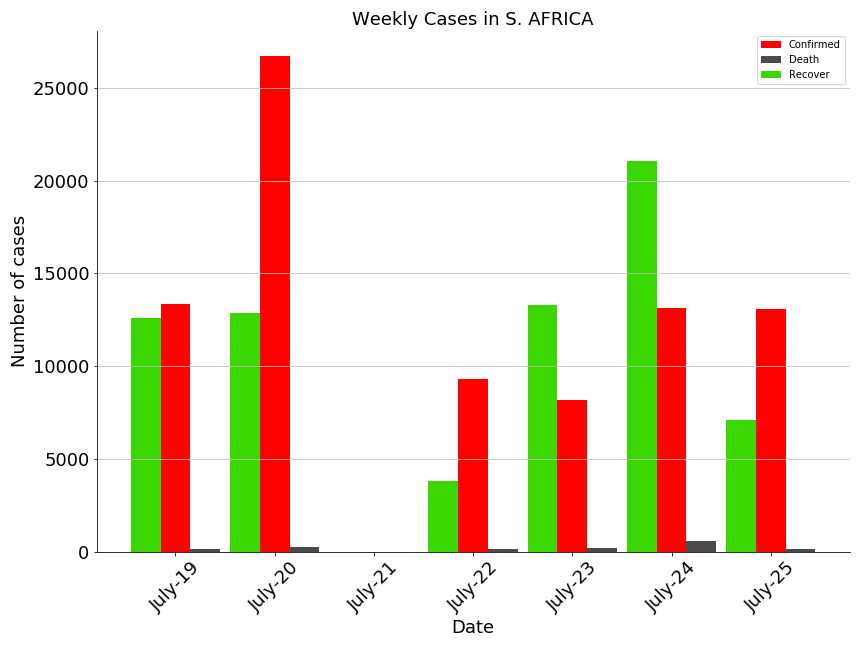 Weekly Cases in S. AFRICA
Confirmed
Death
Recover
Number of cases
25000
20000
15000
10000
5000
0
July-19
July-20
July-21
July-22
July-23
July-24
July-25
Date